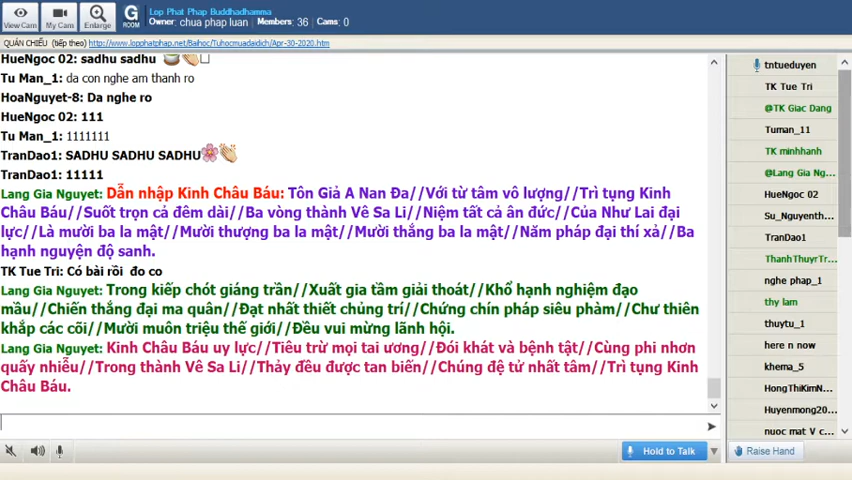 View Cam
My Cam
Enlarge
G
ROOM
Lop Phat Phap Buddhadhamma
Owner: chua phap luan Members: 36 Cams: 0
QUÁN CHIẾU (tiếp theo) http://www.lopphatphap.net/Baihoc/Tuhocmuadaidich/Apr-30-2020.htm
HueNgoc 02: sadhu sadhu
Tu Man_1: da con nghe am thanh ro
HoaNguyet-8: Da nghe ro
HueNgoc 02: 111
Tu Man_1: 1111111
TranDao1: SADHU SADHU SADHU
TranDao1: 11111
Lang Gia Nguyet: Dẫn nhập Kinh Châu Báu: Tôn Giả A Nan Đa//Với từ tâm vô lượng//Trì tụng Kinh
Châu Báu//Suốt trọn cả đêm dài//Ba vòng thành Vê Sa Li//Niệm tất cả ân đức//Của Như Lai đại
lực//Là mười ba la mật//Mười thượng ba la mật//Mười thắng ba la mật//Năm pháp đại thí xả//Ba
hạnh nguyện độ sanh.
TK Tue Tri: Có bài rồi đo co
Lang Gia Nguyet: Trong kiếp chót giáng trần//Xuất gia tầm giải thoát//Khổ hạnh nghiệm đạo
mầu//Chiến thắng đại ma quân//Đạt nhất thiết chủng trí//Chứng chín pháp siêu phàm//Chư thiên
khắp các cõi//Mười muôn triệu thế giới//Đều vui mừng lãnh hội.
Lang Gia Nguyet: Kinh Châu Báu uy lực//Tiêu trừ mọi tai ương//Đói khát và bệnh tật//Cùng phi nhơn
quấy nhiễu//Trong thành Vê Sa Li//Thảy đều được tan biến//Chúng đệ tử nhất tâm//Trì tụng Kinh
Châu Báu.
Hold to Talk
tntueduyen
TK Tue Tri
@TK Giac Dang
Tuman_11
TK minhhanh
@Lang Gia Ng...
HueNgoc 02
Su_Nguyenth...
TranDao1
ThanhThuyrTr...
nghe phap_1
thy lam
thuytu_1
here n now
khema_5
HongThiKimN...
Huyenmong20...
nuoc mat V c...
Raise Hand